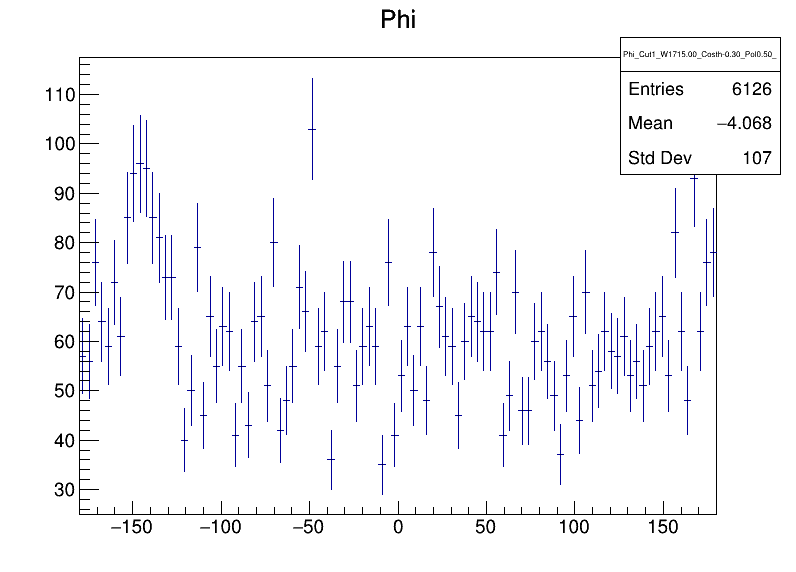 Phi
Phi_Cut1_W1715.00_Costh-0.30_Pol0.50_
Entries 6126
Mean −4.068
Std Dev 107
110
100
90
80
70
60
50
40
30
−150 −100 −50 0 50 100 150